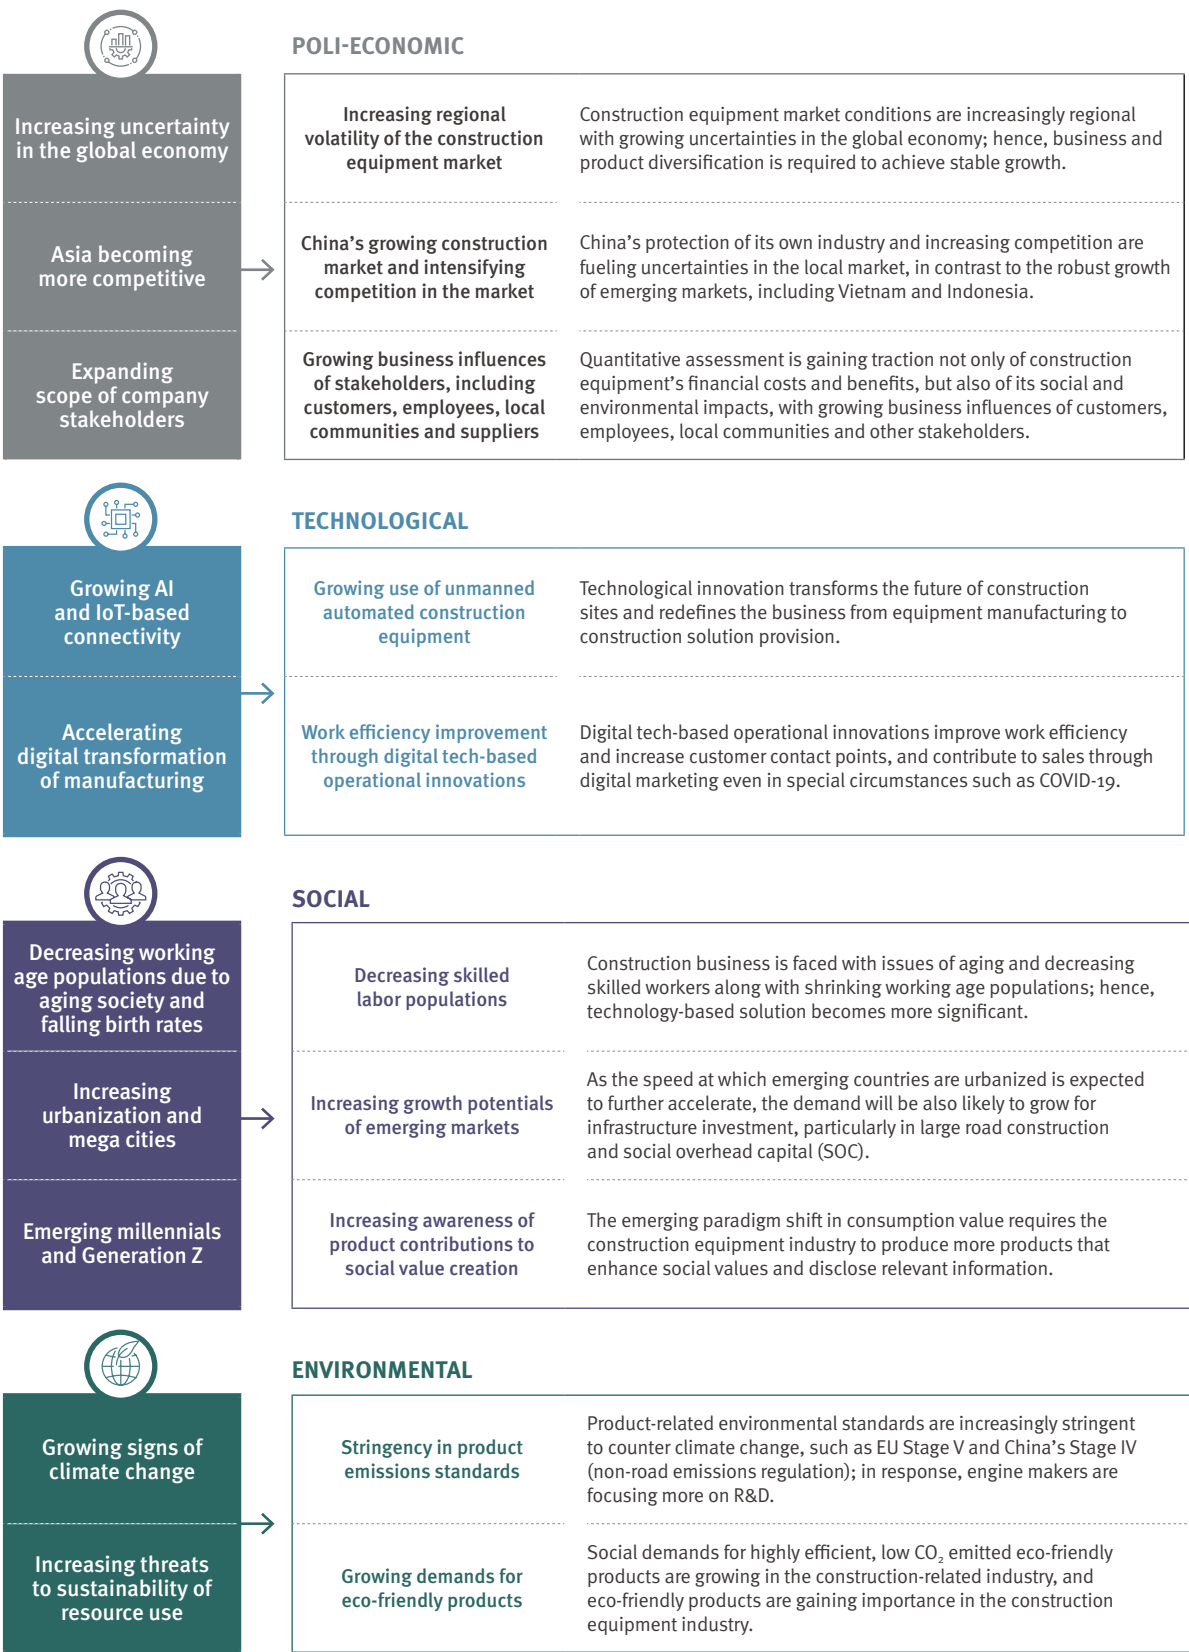 POLI-ECONOMIC
Increasing uncertainty
in the global economy
Increasing regional
volatility of the construction
equipment market
Construction equipment market conditions are increasingly regional
with growing uncertainties in the global economy; hence, business and
product diversification is required to achieve stable growth.
Asia becoming
more competitive
China’s growing construction
market and intensifying
competition in the market
China’s protection of its own industry and increasing competition are
fueling uncertainties in the local market, in contrast to the robust growth
of emerging markets, including Vietnam and Indonesia.
Expanding
scope of company
stakeholders
Growing business influences
of stakeholders, including
customers, employees, local
communities and suppliers
Quantitative assessment is gaining traction not only of construction
equipment’s financial costs and benefits, but also of its social and
environmental impacts, with growing business influences of customers,
employees, local communities and other stakeholders.
TECHNOLOGICAL
Growing AI
and IoT-based
connectivity
Growing use of unmanned
automated construction
equipment
Technological innovation transforms the future of construction
sites and redefines the business from equipment manufacturing to
construction solution provision.
Accelerating
digital transformation
of manufacturing
Work efficiency improvement
through digital tech-based
operational innovations
Digital tech-based operational innovations improve work efficiency
and increase customer contact points, and contribute to sales through
digital marketing even in special circumstances such as COVID-19.
SOCIAL
Decreasing working
age populations due to
aging society and
falling birth rates
Decreasing skilled
labor populations
Construction business is faced with issues of aging and decreasing
skilled workers along with shrinking working age populations; hence,
technology-based solution becomes more significant.
Increasing
urbanization and
mega cities
Increasing growth potentials
of emerging markets
As the speed at which emerging countries are urbanized is expected
to further accelerate, the demand will be also likely to grow for
infrastructure investment, particularly in large road construction
and social overhead capital (SOC).
Emerging millennials
and Generation Z
Increasing awareness of
product contributions to
social value creation
The emerging paradigm shift in consumption value requires the
construction equipment industry to produce more products that
enhance social values and disclose relevant information.
ENVIRONMENTAL
Growing signs of
climate change
Stringency in product
emissions standards
Product-related environmental standards are increasingly stringent
to counter climate change, such as EU Stage V and China’s Stage IV
(non-road emissions regulation); in response, engine makers are
focusing more on R&D.
Increasing threats
to sustainability of
resource use
Growing demands for
eco-friendly products
Social demands for highly efficient, low CO₂ emitted eco-friendly
products are growing in the construction-related industry, and
eco-friendly products are gaining importance in the construction
equipment industry.